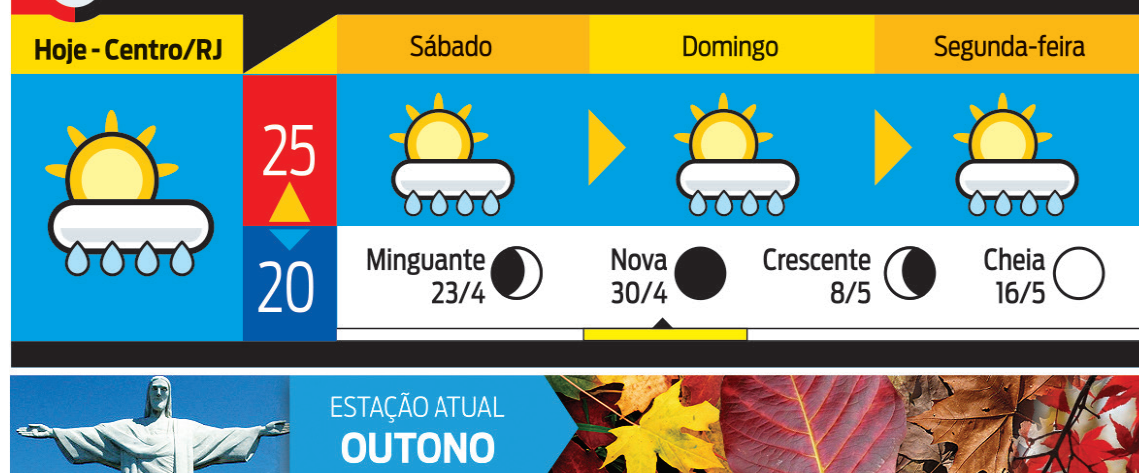 Hoje - Centro/RJ
Sábado
Domingo
Segunda-feira
25
20
Minguante
23/4
Nova
30/4
Crescente
8/5
Cheia
16/5
ESTAÇÃO ATUAL
OUTONO